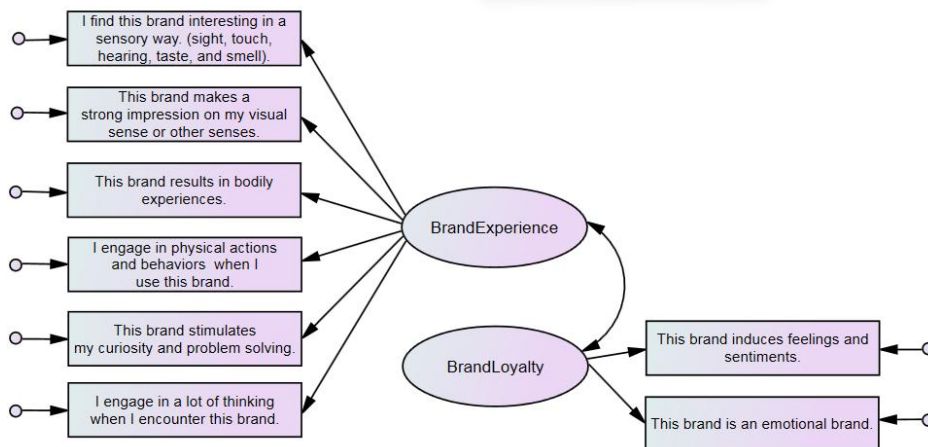 I find this brand interesting in a
sensory way. (sight, touch,
hearing, taste, and smell).
This brand makes a
strong impression on my visual
sense or other senses.
This brand results in bodily
experiences.
I engage in physical actions
and behaviors when I
use this brand.
This brand stimulates
my curiosity and problem solving.
I engage in a lot of thinking
when I encounter this brand.
BrandExperience
BrandLoyalty
This brand induces feelings and
sentiments.
This brand is an emotional brand.